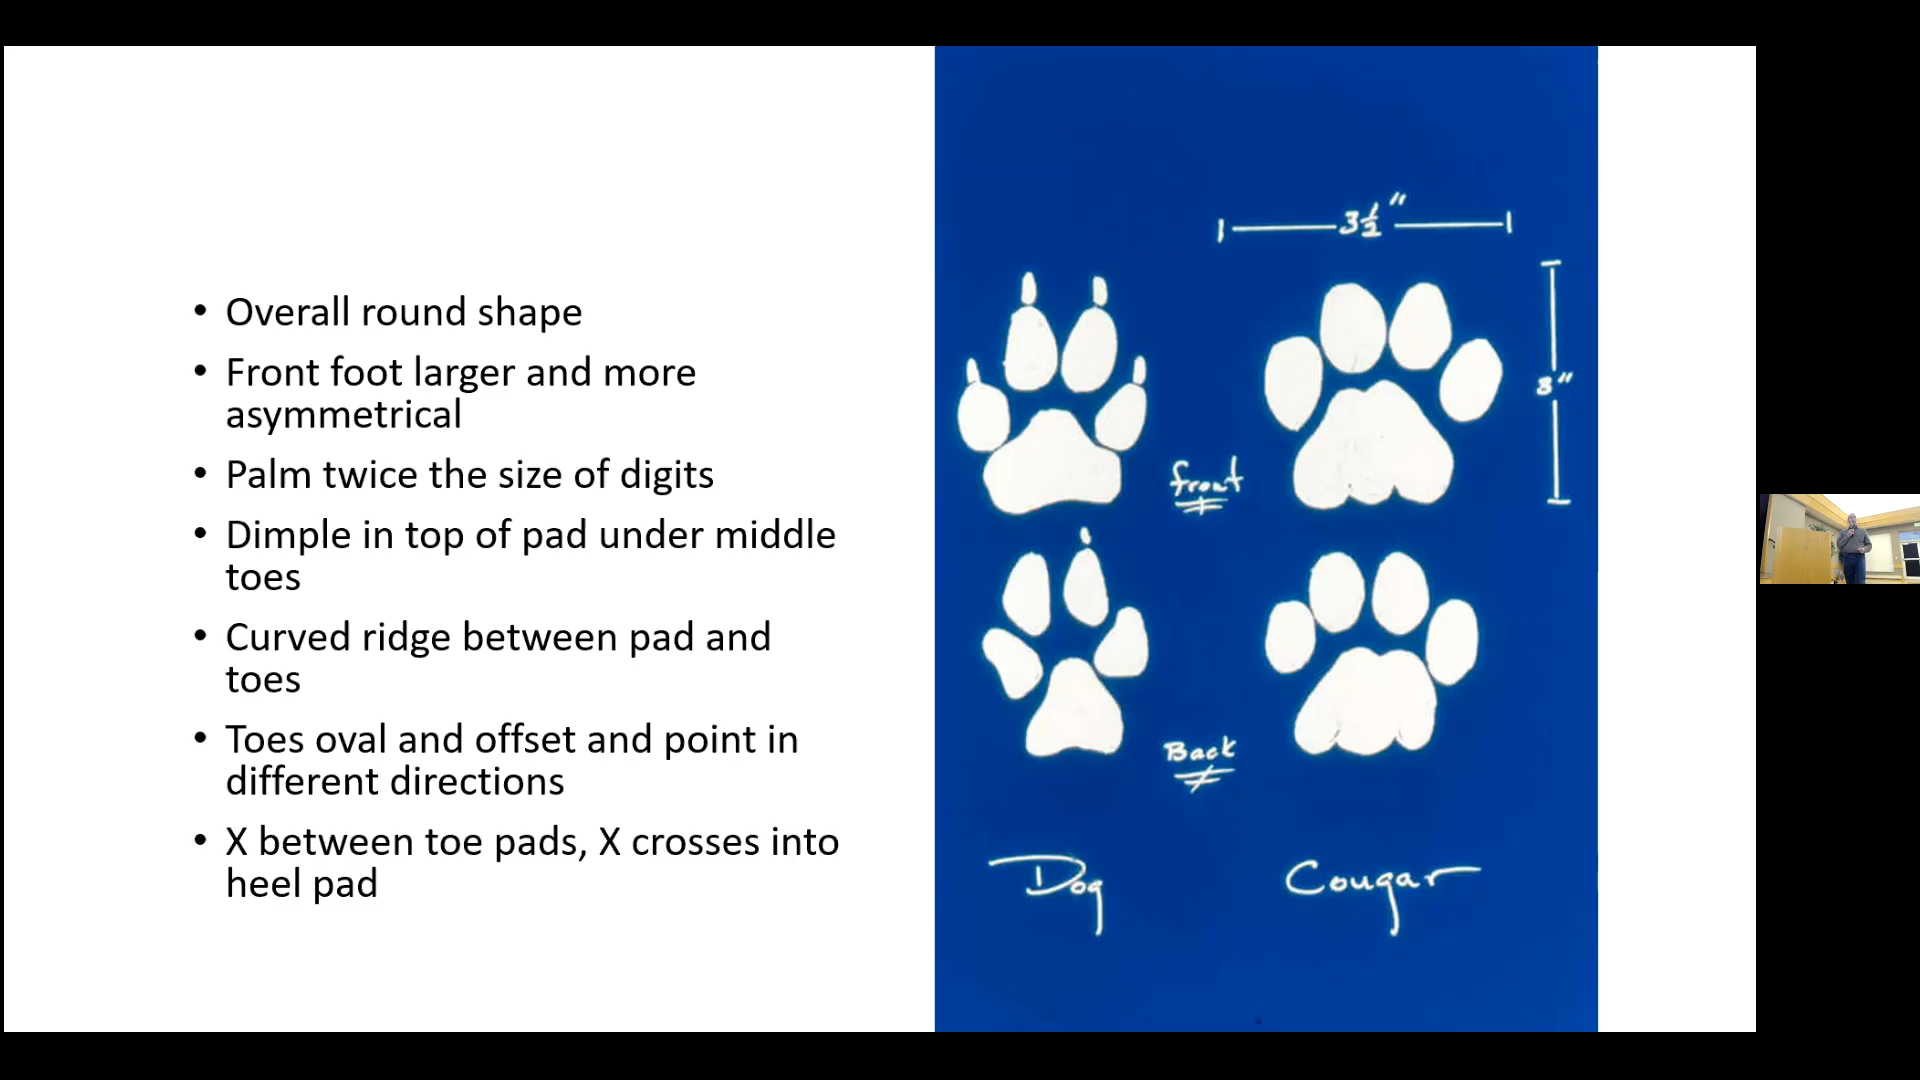 • Overall round shape
• Front foot larger and more
asymmetrical
• Palm twice the size of digits
• Dimple in top of pad under middle
toes
• Curved ridge between pad and
toes
• Toes oval and offset and point in
different directions
• X between toe pads, X crosses into
heel pad
3½"
3"
front
Back
Dog
Cougar